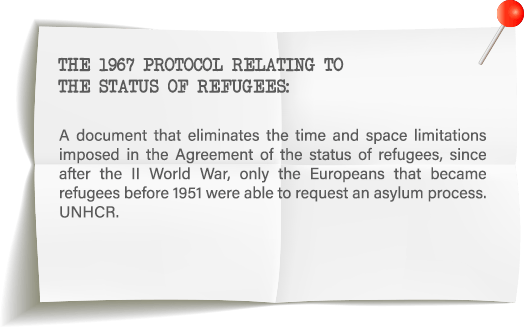 THE 1967 PROTOCOL RELATING TO
THE STATUS OF REFUGEES:
A document that eliminates the time and space limitations
imposed in the Agreement of the status of refugees, since
after the II World War, only the Europeans that became
refugees before 1951 were able to request an asylum process.
UNHCR.